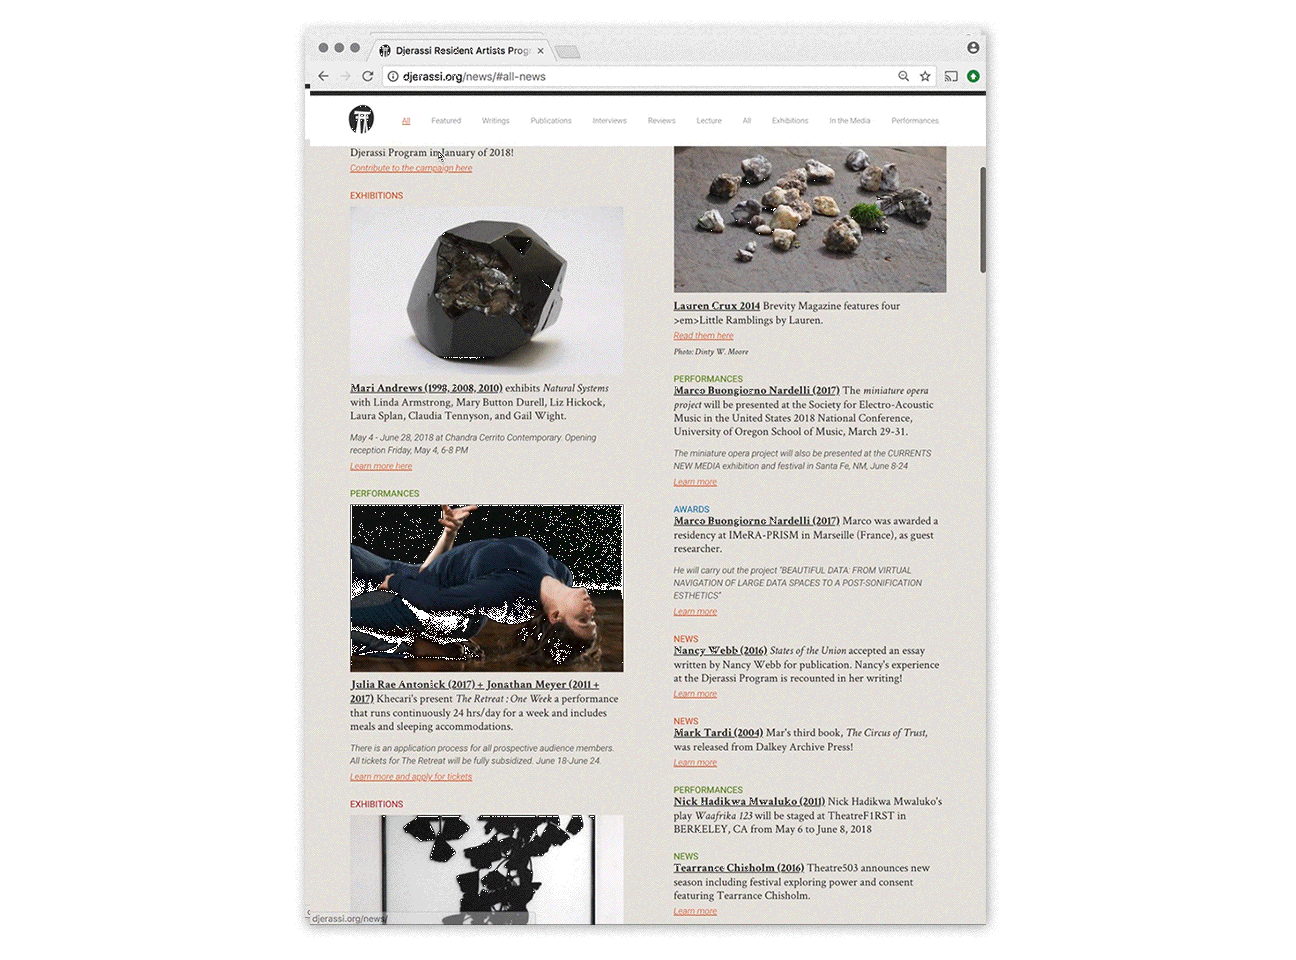 Djerassi Resident Artists Prog
djerassi.org/news/#all-news
All Featured Writings Publications Interviews Reviews Lecture All Exhibitions In the Media Performances
Djerassi Program in January of 2018!
Contribute to the campaign here
EXHIBITIONS
Mari Andrews (1998, 2008, 2010) exhibits Natural Systems
with Linda Armstrong, Mary Button Durell, Liz Hickock,
Laura Splan, Claudia Tennyson, and Gail Wight.
May 4 - June 28, 2018 at Chandra Cerrito Contemporary. Opening
reception Friday, May 4, 6-8 PM
Learn more here
PERFORMANCES
Julia Rae Antonick (2017) + Jonathan Meyer (2011 +
2017) Khecari's present The Retreat : One Week a performance
that runs continuously 24 hrs/day for a week and includes
meals and sleeping accommodations.
There is an application process for all prospective audience members.
All tickets for The Retreat will be fully subsidized. June 18-June 24.
Learn more and apply for tickets
EXHIBITIONS
Lauren Crux 2014 Brevity Magazine features four
>em>Little Ramblings by Lauren.
Read them here
Photo: Dinty W. Moore
PERFORMANCES
Marco Buongiorno Nardelli (2017) The miniature opera
project will be presented at the Society for Electro-Acoustic
Music in the United States 2018 National Conference,
University of Oregon School of Music, March 29-31.
The miniature opera project will also be presented at the CURRENTS
NEW MEDIA exhibition and festival in Santa Fe, NM, June 8-24
Learn more
AWARDS
Marco Buongiorno Nardelli (2017) Marco was awarded a
residency at IMeRA-PRISM in Marseille (France), as guest
researcher.
He will carry out the project "BEAUTIFUL DATA: FROM VIRTUAL
NAVIGATION OF LARGE DATA SPACES TO A POST-SONIFICATION
ESTHETICS"
Learn more
NEWS
Nancy Webb (2016) States of the Union accepted an essay
written by Nancy Webb for publication. Nancy's experience
at the Djerassi Program is recounted in her writing!
Learn more
NEWS
Mark Tardi (2004) Mar's third book, The Circus of Trust,
was released from Dalkey Archive Press!
Learn more
PERFORMANCES
Nick Hadikwa Mwaluko (2011) Nick Hadikwa Mwaluko's
play Waafrika 123 will be staged at TheatreF1RST in
BERKELEY, CA from May 6 to June 8, 2018
NEWS
Tearrance Chisholm (2016) Theatre503 announces new
season including festival exploring power and consent
featuring Tearrance Chisholm.
Learn more
djerassi.org/news/